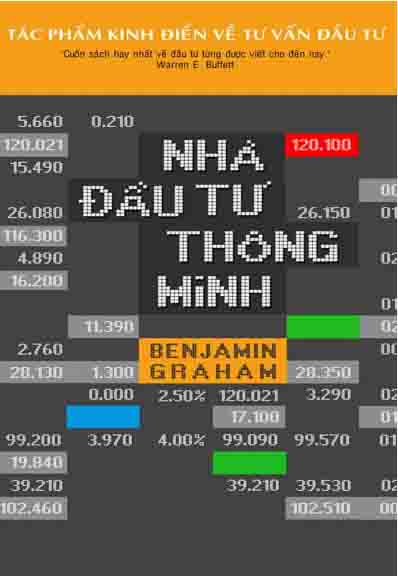 TÁC PHẨM KINH ĐIỂN VỀ TƯ VẤN ĐẦU TƯ
"Cuốn sách hay nhất về đầu tư từng được viết cho đến nay."
Warren E. Buffett
5.660 0.210
120.021 NHÀ 120.100
15.490
ĐẦU TƯ 00
26.080 26.150 01
116.300 THÔNG
4.890 02
16.200 MINH
01
11.390 02
2.760 BENJAMIN 00
28.130 1.300 GRAHAM 28.350
0.000 2.50% 120.021 3.290 02
17.100 01
99.200 3.970 4.00% 99.090 99.570 01
19.840
39.210 39.210 39.530 02
102.460 102.510 00